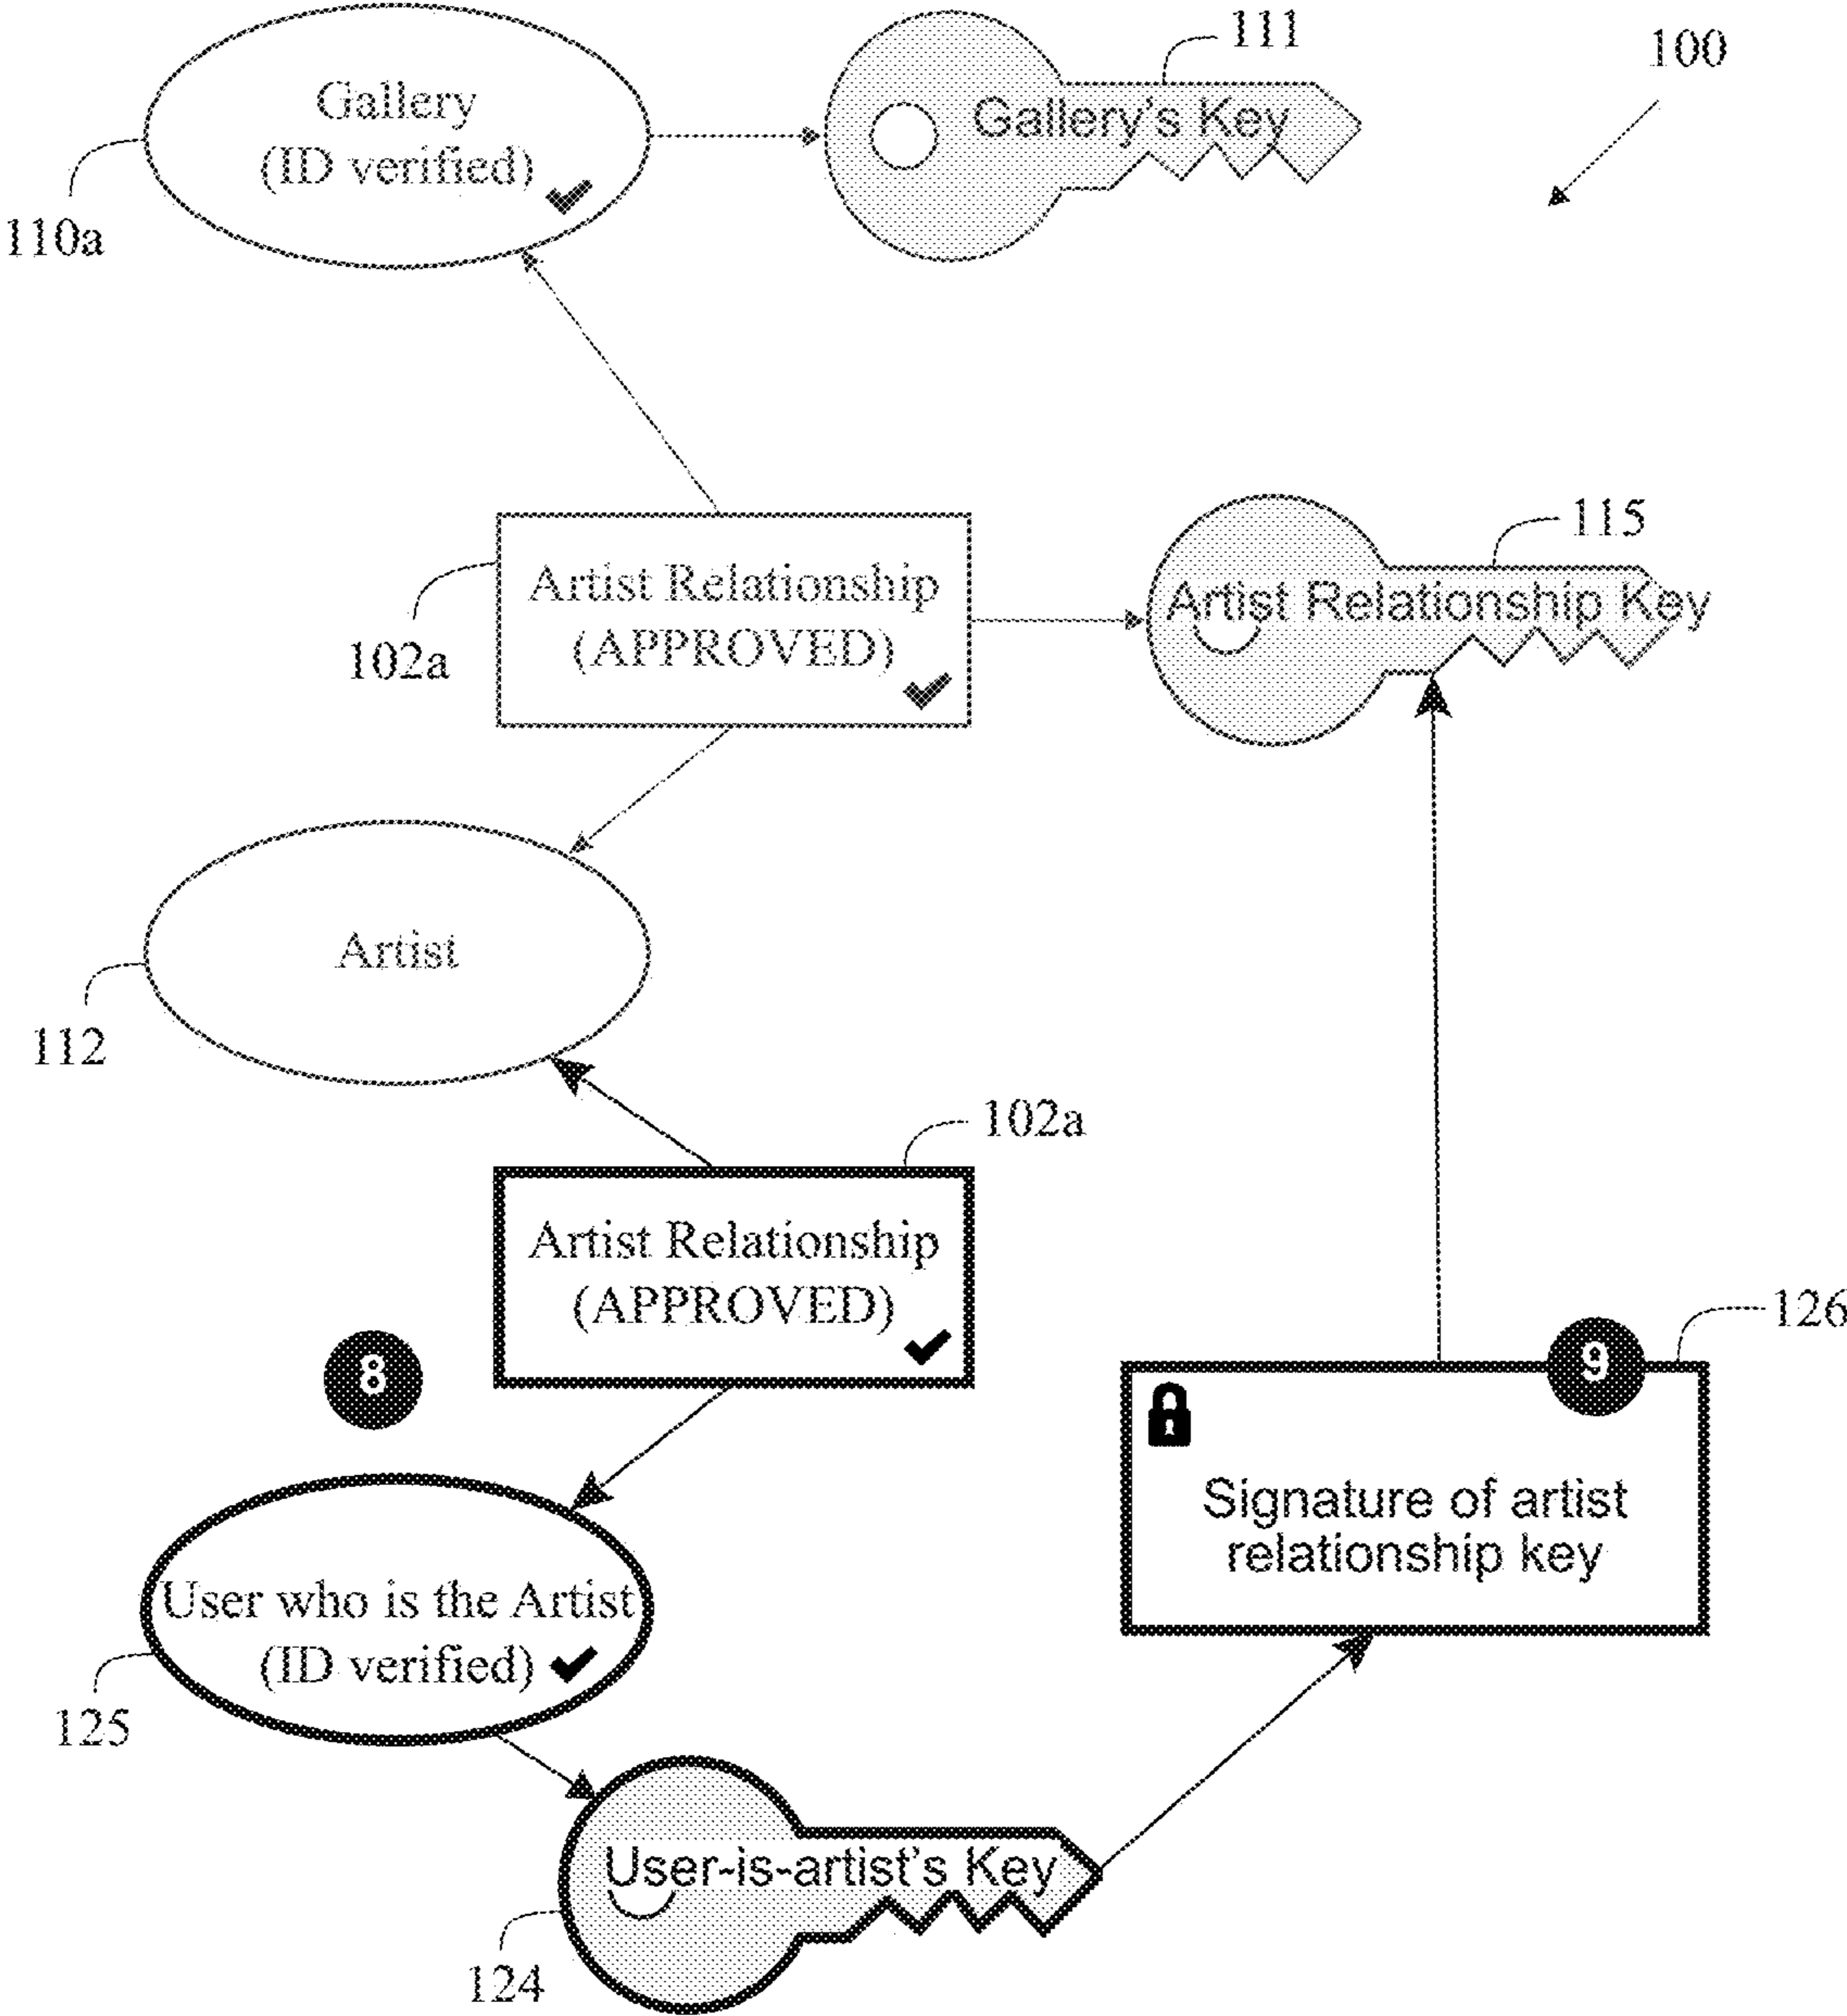 111
100
Gallery
(ID verified)
Gallery's Key
110a
115
Artist Relationship
(APPROVED)
Artist Relationship Key
102a
Artist
112
102a
Artist Relationship
(APPROVED)
126
8
9
Signature of artist
relationship key
User who is the Artist
(ID verified)
125
User-is-artist's Key
124